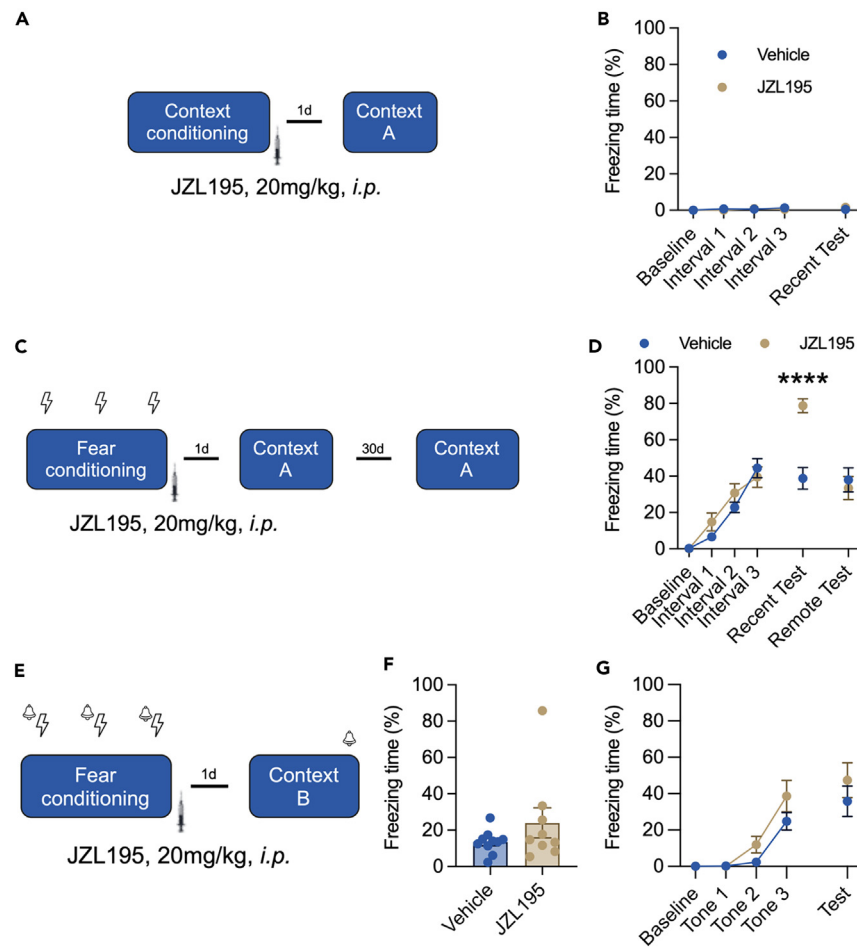 A
Context
conditioning
1d
Context
A
JZL195, 20mg/kg, i.p.
B
Freezing time (%)
100
80
60
40
20
0
Vehicle
JZL195
Baseline
Interval 1
Interval 2
Interval 3
Recent Test
C
Fear
conditioning
1d
Context
A
30d
Context
A
JZL195, 20mg/kg, i.p.
D
Vehicle
JZL195
Freezing time (%)
100
80
60
40
20
0
****
Baseline
Interval 1
Interval 2
Interval 3
Recent Test
Remote Test
E
Fear
conditioning
1d
Context
B
JZL195, 20mg/kg, i.p.
F
Freezing time (%)
100
80
60
40
20
0
Vehicle
JZL195
G
Freezing time (%)
100
80
60
40
20
0
Baseline
Tone 1
Tone 2
Tone 3
Test